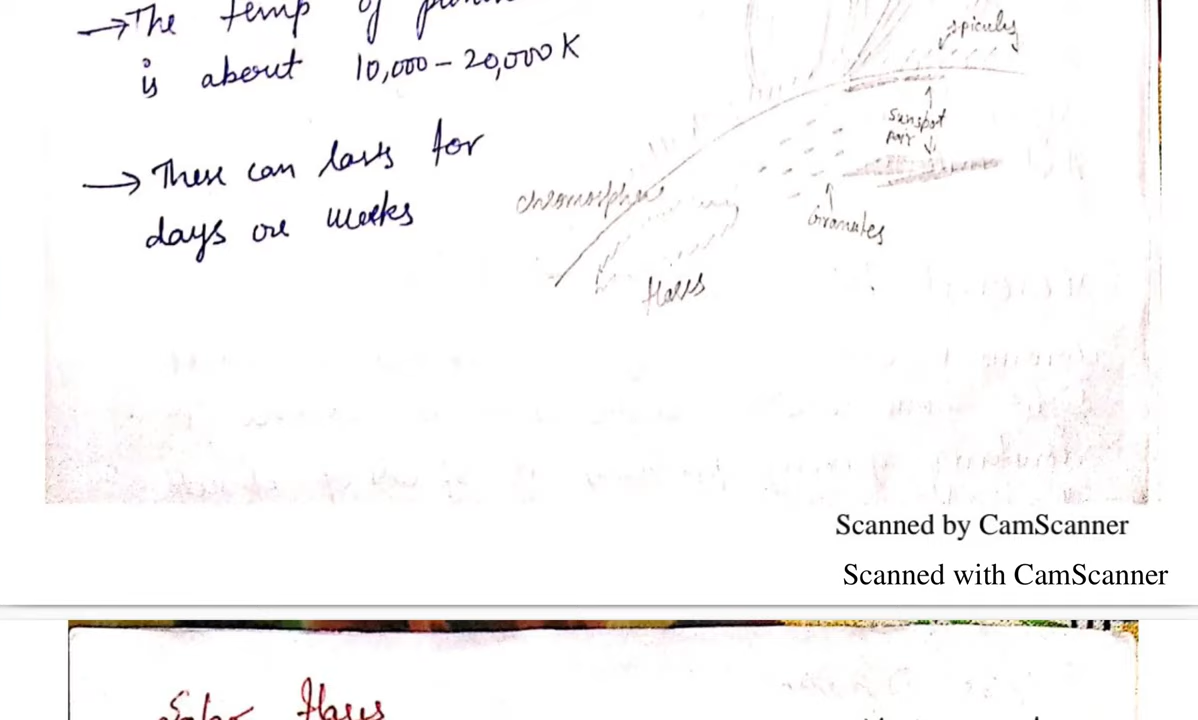 →The temp of
is about 10,000 – 20,000 K
→ These can lasts for
days or weeks
spicules
sunspot
pair
chromosphere
Granules
flares
Scanned by CamScanner
Scanned with CamScanner
Solar flares